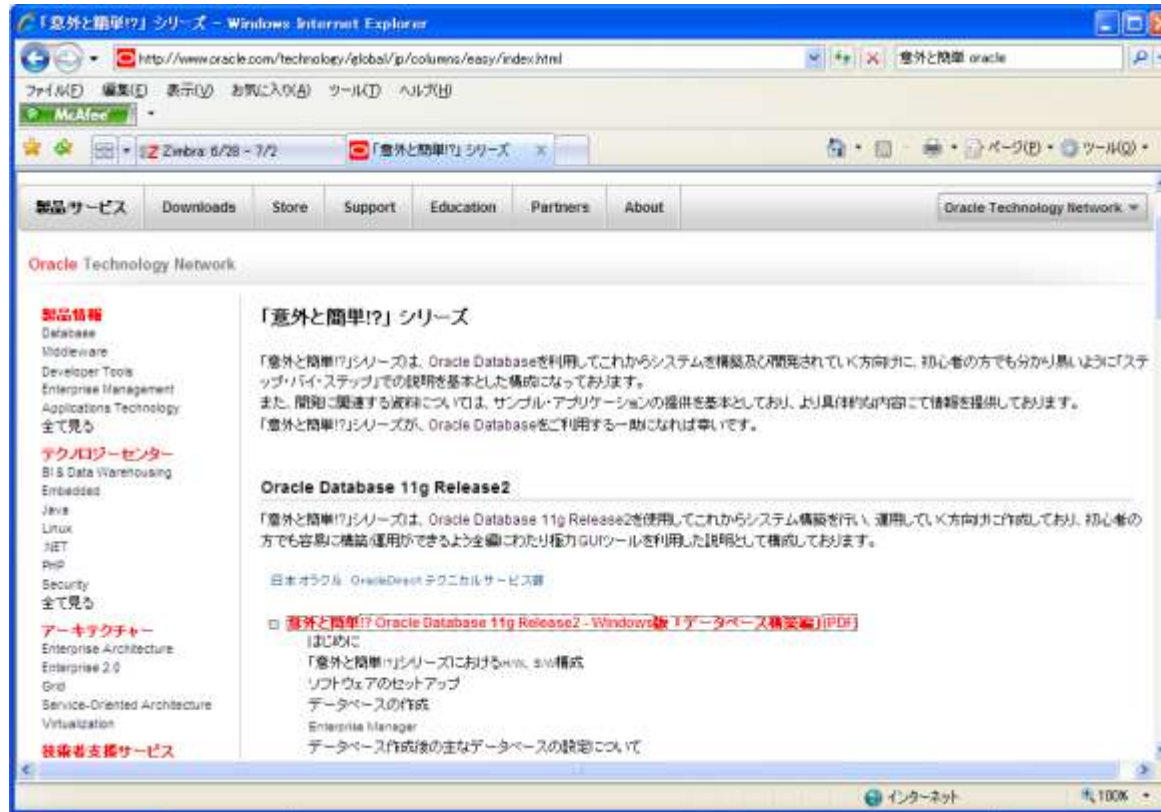 「意外と簡単!?」シリーズ - Windows Internet Explorer
http://www.oracle.com/technology/global/jp/columns/easy/index.html
意外と簡単 oracle
ファイル(F) 編集(E) 表示(V) お気に入り(A) ツール(T) ヘルプ(H)
McAfee
Zimbra: 6/28 - 7/2
「意外と簡単!?」シリーズ
ページ(P) ツール(O)
製品/サービス Downloads Store Support Education Partners About
Oracle Technology Network
Oracle Technology Network
製品情報
Database
Middleware
Developer Tools
Enterprise Management
Applications Technology
全て見る
テクノロジーセンター
BI & Data Warehousing
Embedded
Java
Linux
.NET
PHP
Security
全て見る
アーキテクチャー
Enterprise Architecture
Enterprise 2.0
Grid
Service-Oriented Architecture
Virtualization
技術者支援サービス
「意外と簡単!?」シリーズ
「意外と簡単!?」シリーズは、Oracle Databaseを利用してこれからシステムを構築及び開発されていく方向けに、初心者の方でも分かり易いように「ステ
ップ・バイ・ステップ」での説明を基本とした構成になっております。
また、開発に関連する資料については、サンプル・アプリケーションの提供を基本としており、より具体的な内容にて情報を提供しております。
「意外と簡単!?」シリーズが、Oracle Databaseをご利用する一助になれば幸いです。
Oracle Database 11g Release2
「意外と簡単!?」シリーズは、Oracle Database 11g Release2を使用してこれからシステム構築を行い、運用していく方向けに作成しており、初心者の
方でも容易に構築/運用ができるよう全編にわたり極力GUIツールを利用した説明として構成しております。
日本オラクル OracleDirect テクニカルサービス部
意外と簡単!? Oracle Database 11g Release2 - Windows版『データベース構築編』(PDF)
はじめに
「意外と簡単!?」シリーズにおけるH/W、S/W構成
ソフトウェアのセットアップ
データベースの作成
Enterprise Manager
データベース作成後の主なデータベースの設定について
インターネット
100%